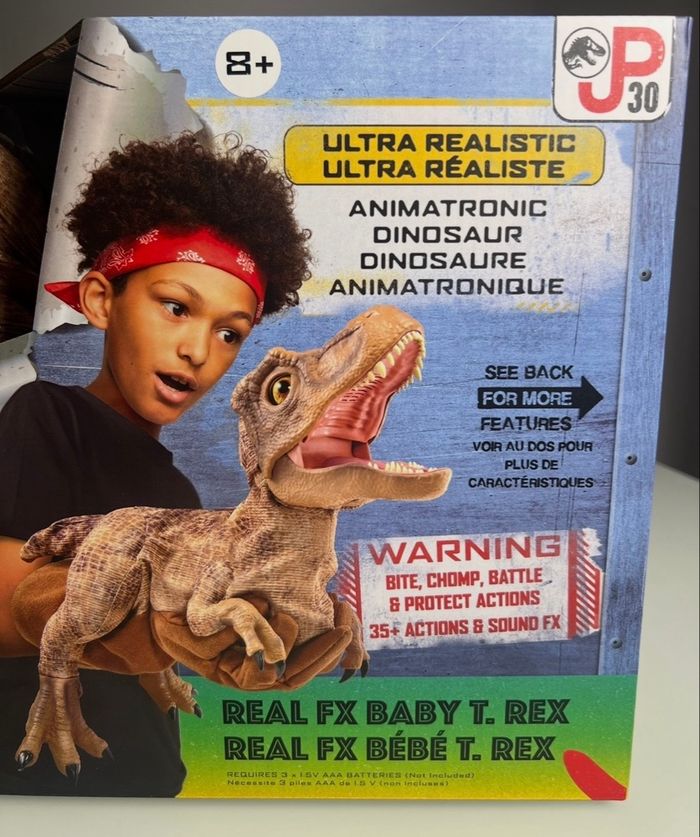 8+
JP
30
ULTRA REALISTIC
ULTRA RÉALISTE
ANIMATRONIC
DINOSAUR
DINOSAURE
ANIMATRONIQUE
SEE BACK
FOR MORE
FEATURES
VOIR AU DOS POUR
PLUS DE
CARACTÉRISTIQUES
WARNING
BITE, CHOMP, BATTLE
& PROTECT ACTIONS
35+ ACTIONS & SOUND FX
REAL FX BABY T. REX
REAL FX BÉBÉ T. REX
REQUIRES 3 x 1.5V AAA BATTERIES (Not Included)
Nécessite 3 piles AAA de 1.5 V (non incluses)